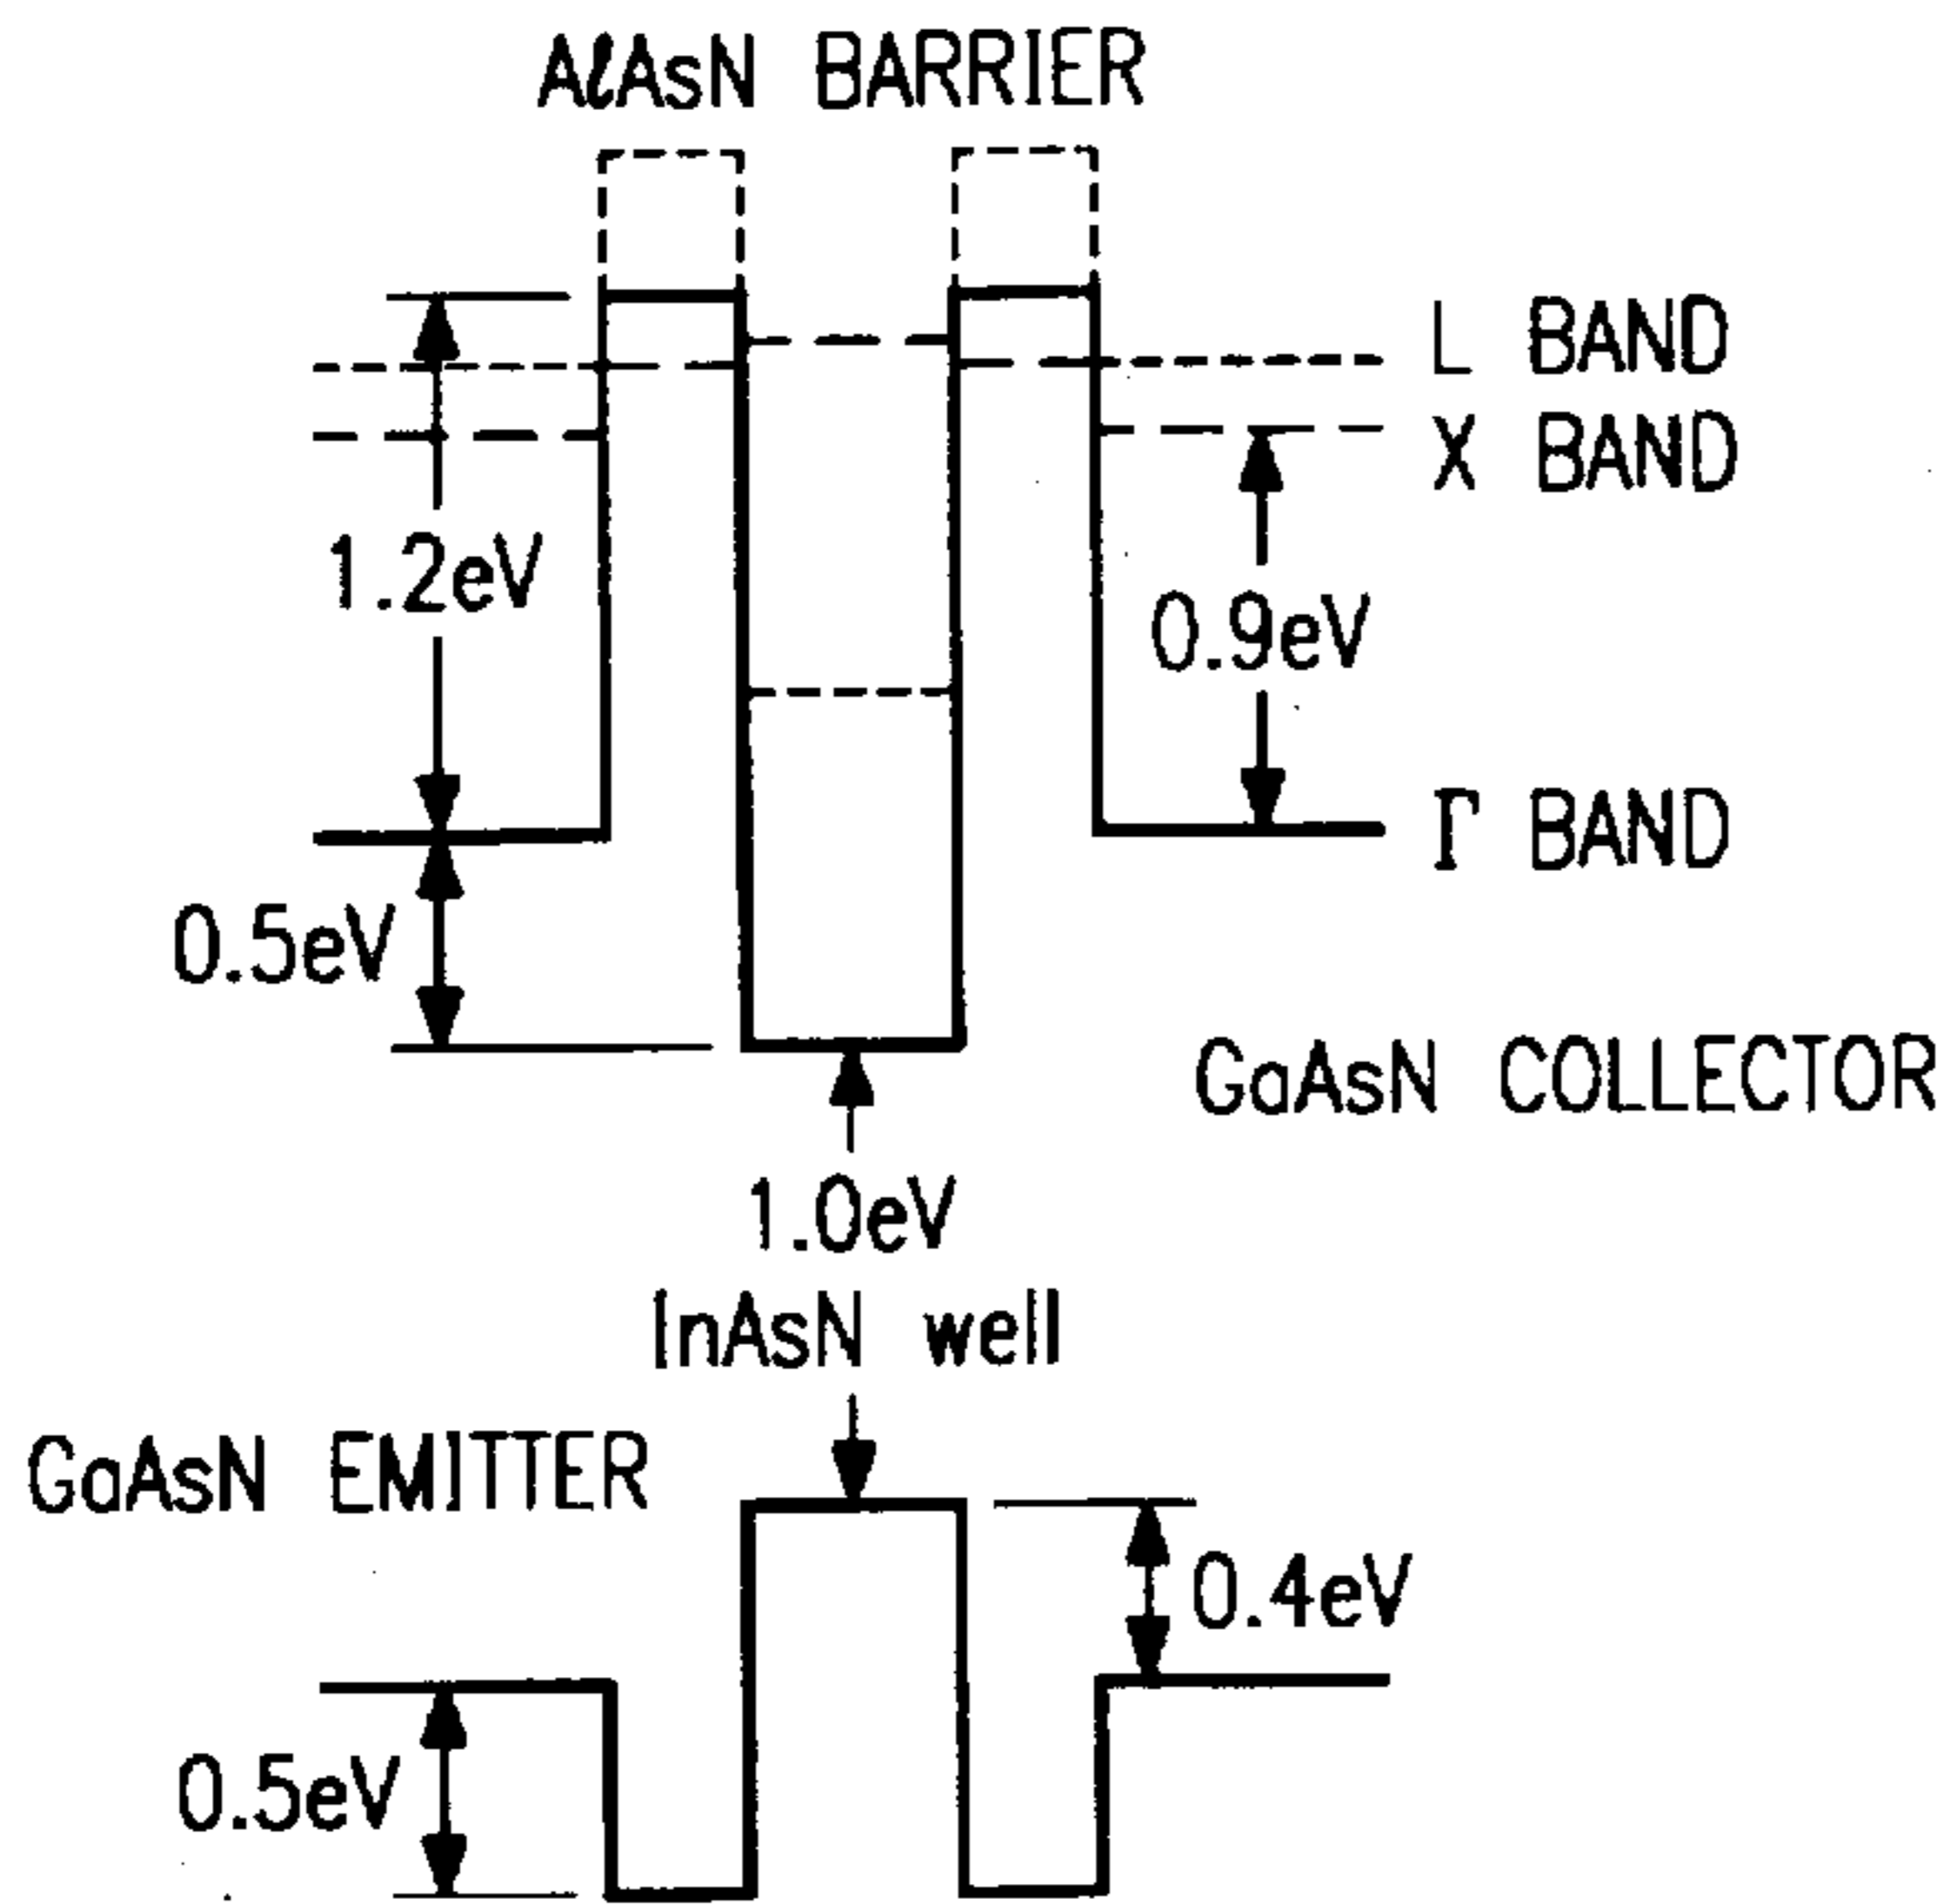 AlAsN BARRIER
L BAND
X BAND
1.2eV
0.9eV
Γ BAND
0.5eV
GaAsN COLLECTOR
1.0eV
InAsN well
GaAsN EMITTER
0.4eV
0.5eV